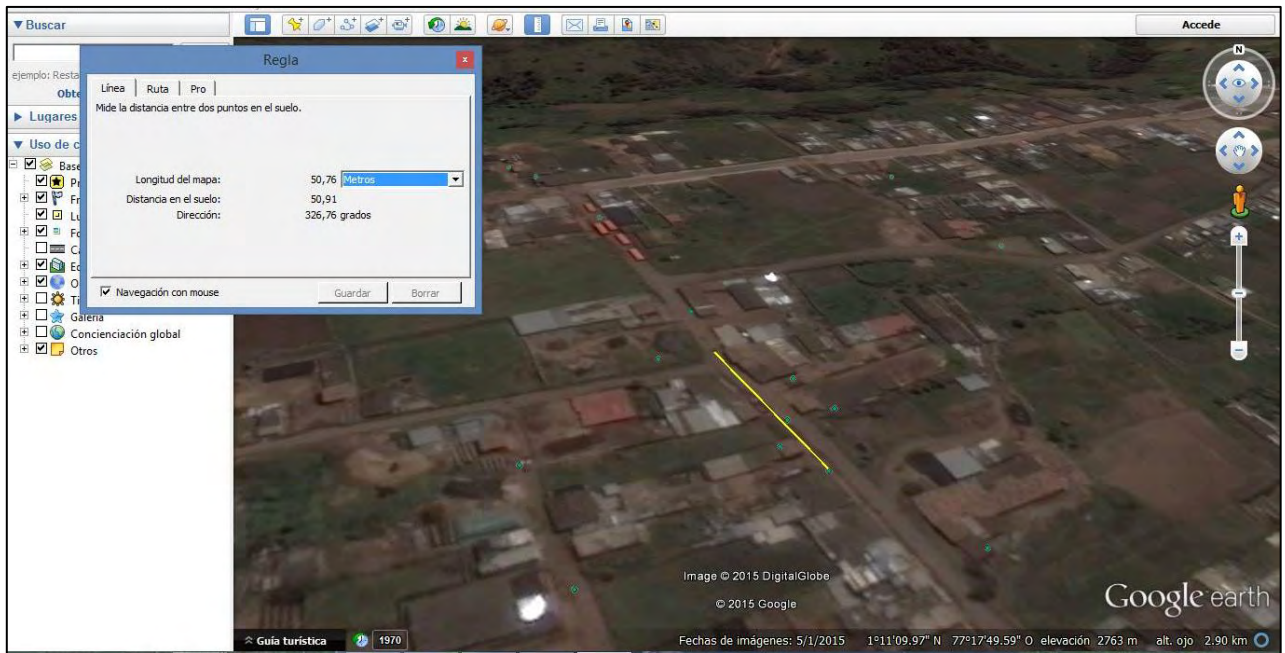 Buscar
Accede
ejemplo: Resta
Obte
Lugares
Uso de c
Base
Pr
Fr
Lu
Fo
Ca
Ed
O
Ti
Galería
Concienciación global
Otros
Regla
Línea Ruta Pro
Mide la distancia entre dos puntos en el suelo.
Longitud del mapa: 50,76 Metros
Distancia en el suelo: 50,91
Dirección: 326,76 grados
Navegación con mouse Guardar Borrar
N
Image © 2015 DigitalGlobe
© 2015 Google
Google earth
Guía turística 1970 Fechas de imágenes: 5/1/2015 1°11'09.97" N 77°17'49.59" O elevación 2763 m alt. ojo 2.90 km